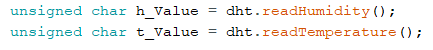 unsigned char h_Value = dht.readHumidity();
unsigned char t_Value = dht.readTemperature();